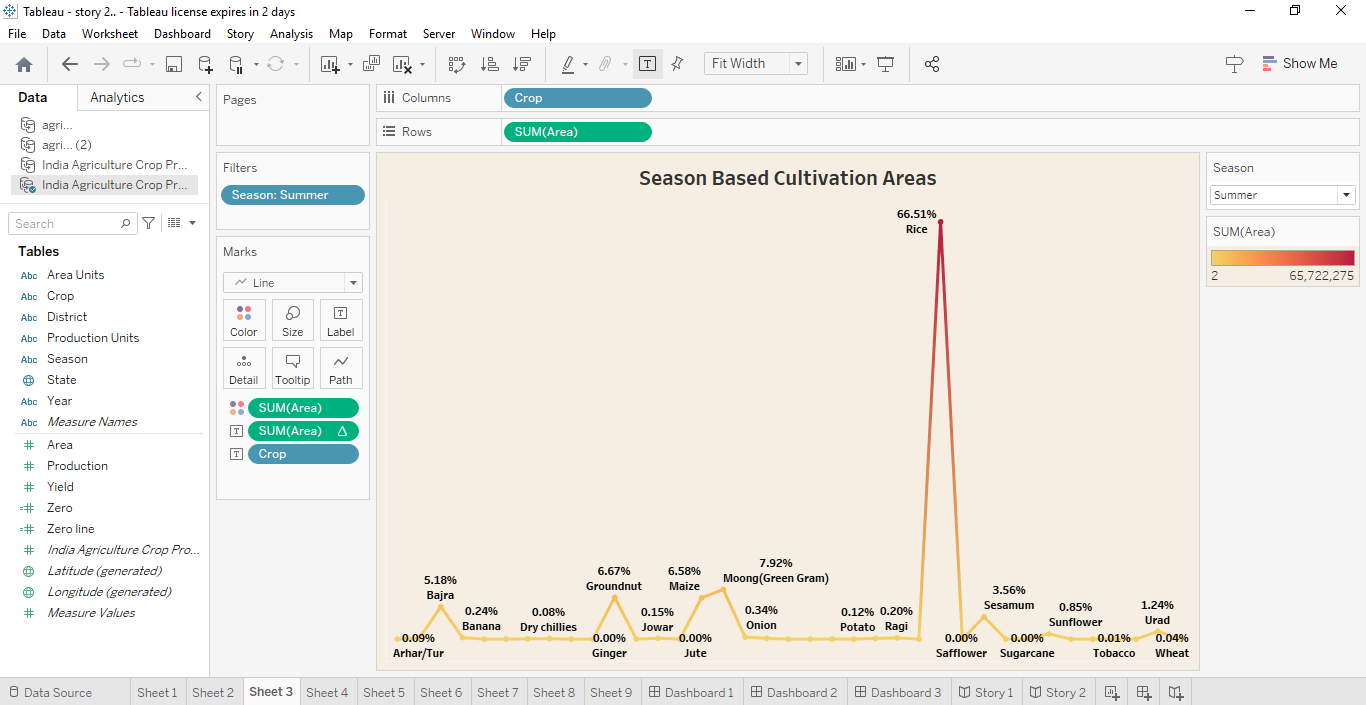 Tableau - story 2.. - Tableau license expires in 2 days
File Data Worksheet Dashboard Story Analysis Map Format Server Window Help
Fit Width
Show Me
Data Analytics
agri...
agri... (2)
India Agriculture Crop Pr...
India Agriculture Crop Pr...
Search
Tables
Abc Area Units
Abc Crop
Abc District
Abc Production Units
Abc Season
State
Abc Year
Abc Measure Names
# Area
# Production
# Yield
=# Zero
=# Zero line
# India Agriculture Crop Pro...
Latitude (generated)
Longitude (generated)
# Measure Values
Pages
Filters
Season: Summer
Marks
Line
Color Size Label
Detail Tooltip Path
SUM(Area)
SUM(Area) △
Crop
Columns Crop
Rows SUM(Area)
Season Based Cultivation Areas
66.51%
Rice
7.92%
Moong(Green Gram)
6.67%
Groundnut
6.58%
Maize
5.18%
Bajra
3.56%
Sesamum
0.24%
Banana
0.08%
Dry chillies
0.15%
Jowar
0.34%
Onion
0.12%
Potato
0.20%
Ragi
0.85%
Sunflower
1.24%
Urad
0.09%
Arhar/Tur
0.00%
Ginger
0.00%
Jute
0.00%
Safflower
0.00%
Sugarcane
0.01%
Tobacco
0.04%
Wheat
Season
Summer
SUM(Area)
2 65,722,275
Data Source Sheet 1 Sheet 2 Sheet 3 Sheet 4 Sheet 5 Sheet 6 Sheet 7 Sheet 8 Sheet 9 Dashboard 1 Dashboard 2 Dashboard 3 Story 1 Story 2